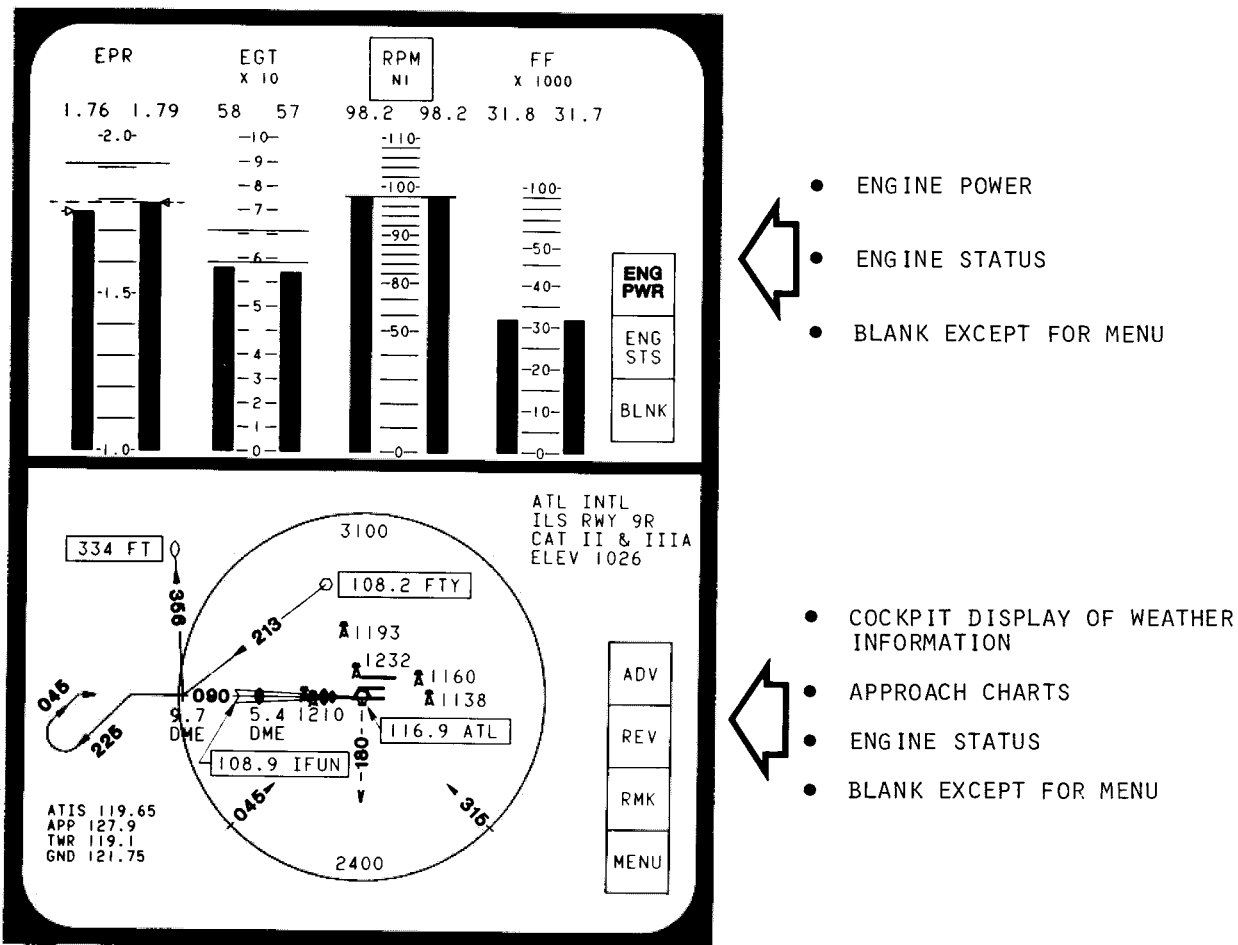 EPR EGT RPM FF
X 10 N1 X 1000
1.76 1.79 58 57 98.2 98.2 31.8 31.7
-2.0-
-1.5-
-1.0-
-10-
-9-
-8-
-7-
-6-
-5-
-4-
-3-
-2-
-1-
-0-
-110-
-100-
-90-
-80-
-50-
-0-
-100-
-50-
-40-
-30-
-20-
-10-
-0-
ENG
PWR
ENG
STS
BLNK
• ENGINE POWER
• ENGINE STATUS
• BLANK EXCEPT FOR MENU
ATL INTL
ILS RWY 9R
CAT II & IIIA
ELEV 1026
3100
334 FT
108.2 FTY
356
213
1193
1232
1160
1138
045
225
090
9.7
DME
5.4
DME
1210
116.9 ATL
108.9 IFUN
180
045
315
2400
ATIS 119.65
APP 127.9
TWR 119.1
GND 121.75
ADV
REV
RMK
MENU
• COCKPIT DISPLAY OF WEATHER
INFORMATION
• APPROACH CHARTS
• ENGINE STATUS
• BLANK EXCEPT FOR MENU